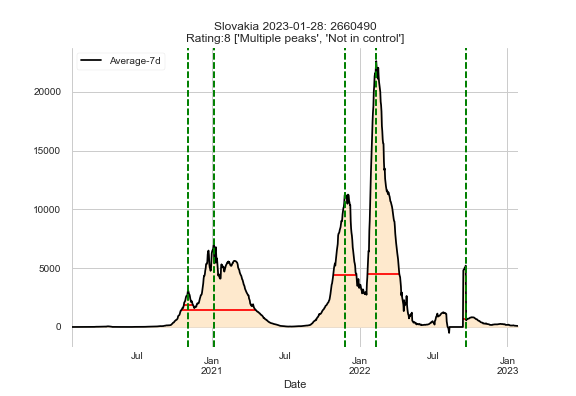 Slovakia 2023-01-28: 2660490
Rating:8 ['Multiple peaks', 'Not in control']
Average-7d
20000
15000
10000
5000
0
Jul
Jan
2021
Jul
Jan
2022
Jul
Jan
2023
Date